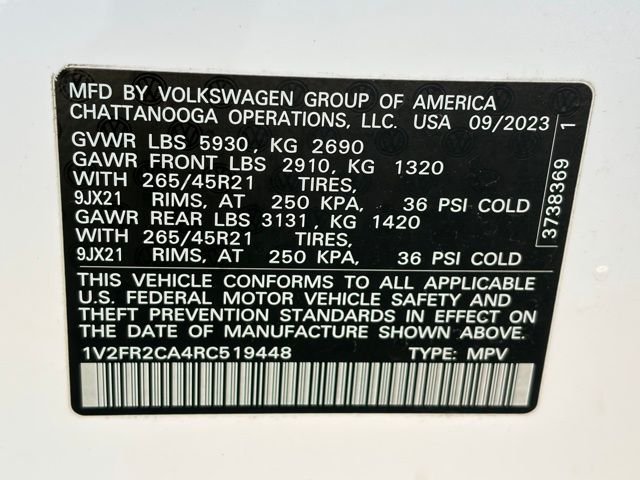 MFD BY VOLKSWAGEN GROUP OF AMERICA
CHATTANOOGA OPERATIONS, LLC. USA 09/2023
GVWR LBS 5930, KG 2690
GAWR FRONT LBS 2910, KG 1320
WITH 265/45R21 TIRES,
9JX21 RIMS, AT 250 KPA, 36 PSI COLD
GAWR REAR LBS 3131, KG 1420
WITH 265/45R21 TIRES,
9JX21 RIMS, AT 250 KPA, 36 PSI COLD
THIS VEHICLE CONFORMS TO ALL APPLICABLE
U.S. FEDERAL MOTOR VEHICLE SAFETY AND
THEFT PREVENTION STANDARDS IN EFFECT ON
THE DATE OF MANUFACTURE SHOWN ABOVE.
1V2FR2CA4RC519448 TYPE: MPV
3738369 1